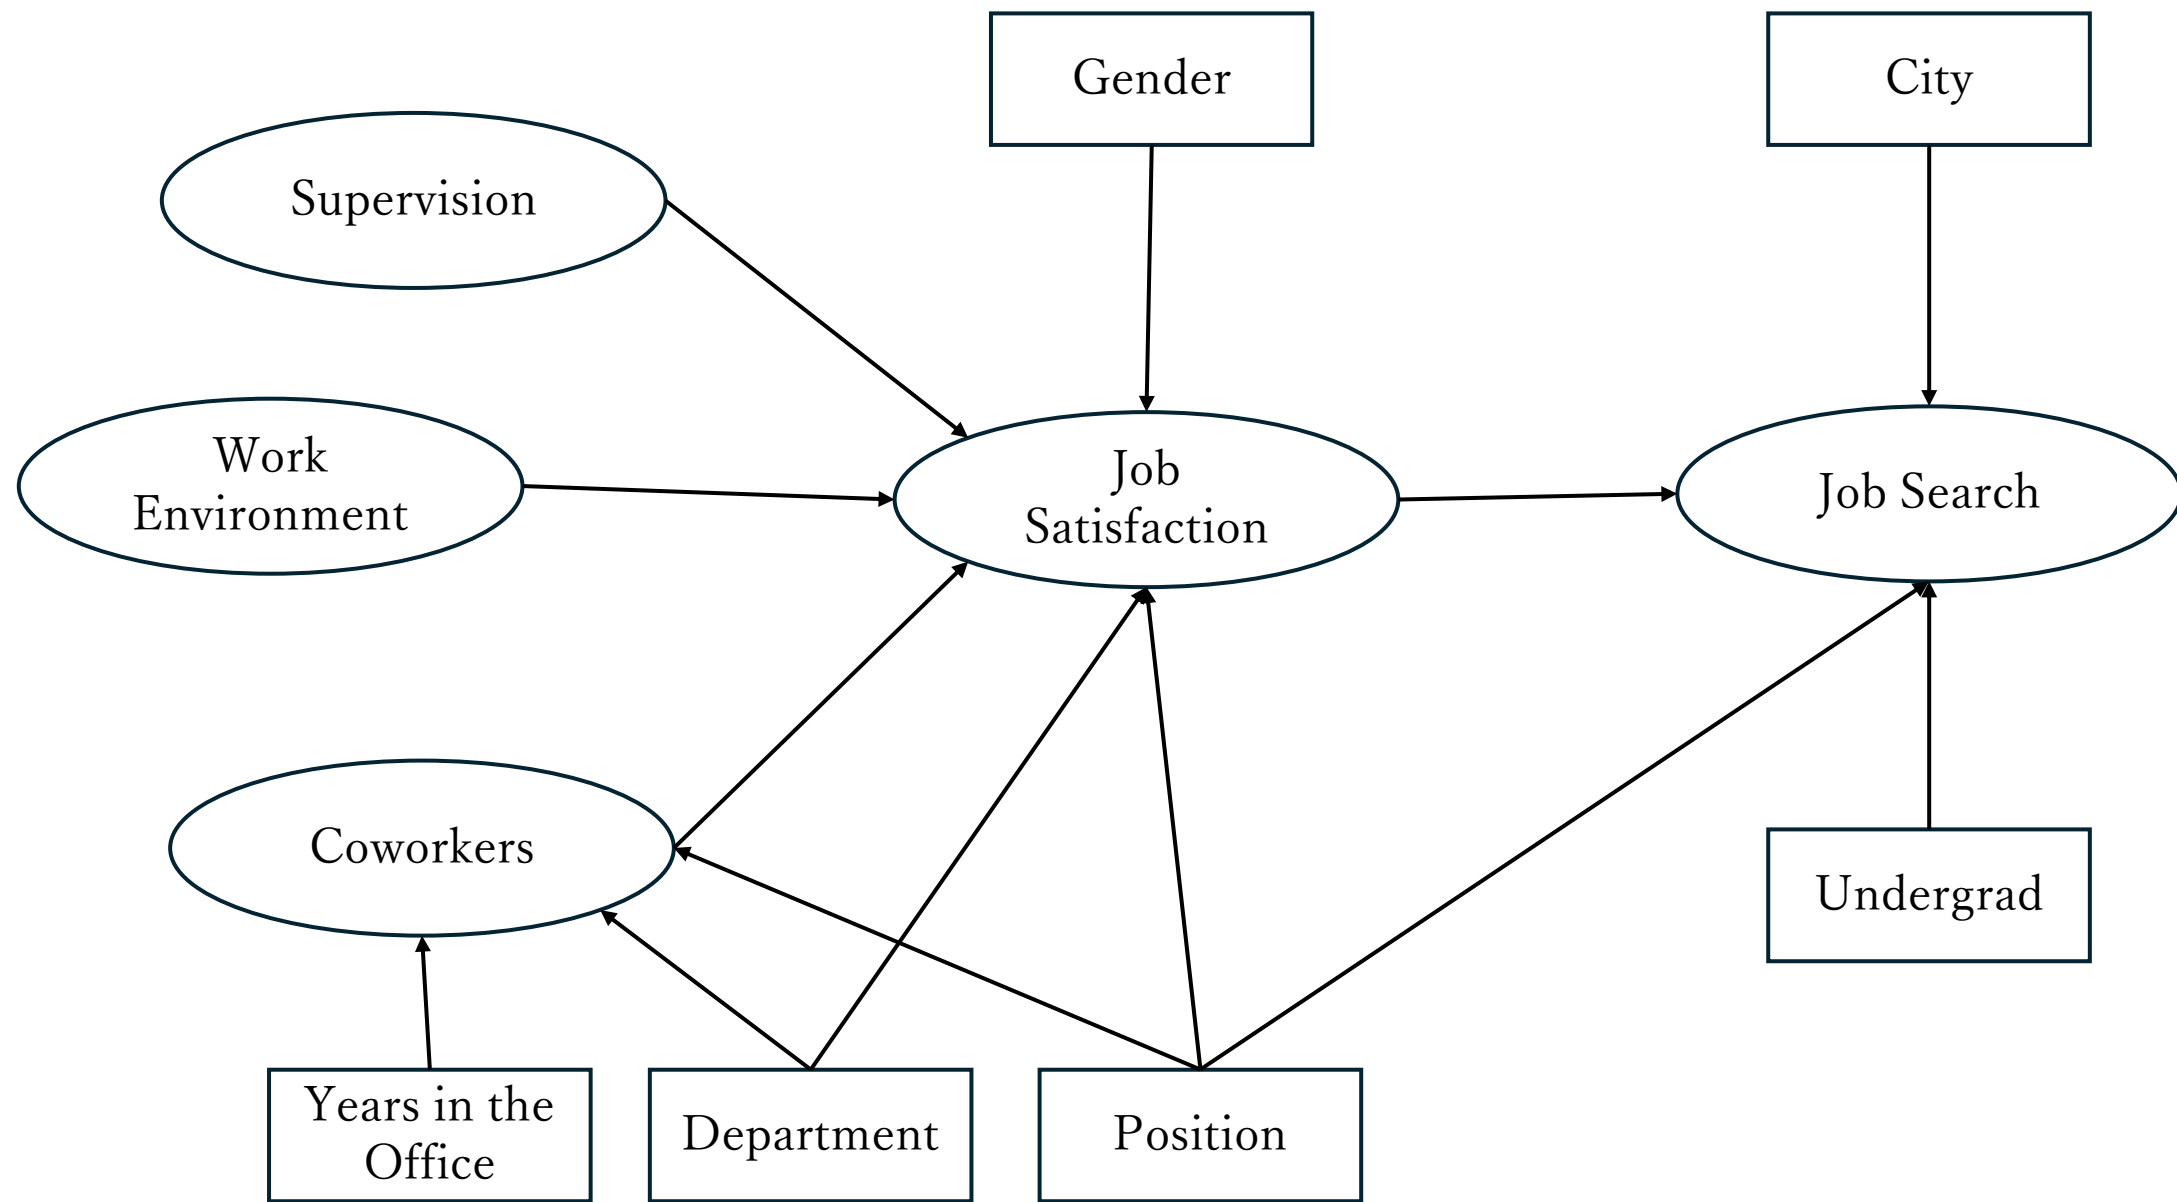 Gender
City
Supervision
Work
Environment
Job
Satisfaction
Job Search
Coworkers
Undergrad
Years in the
Office
Department
Position